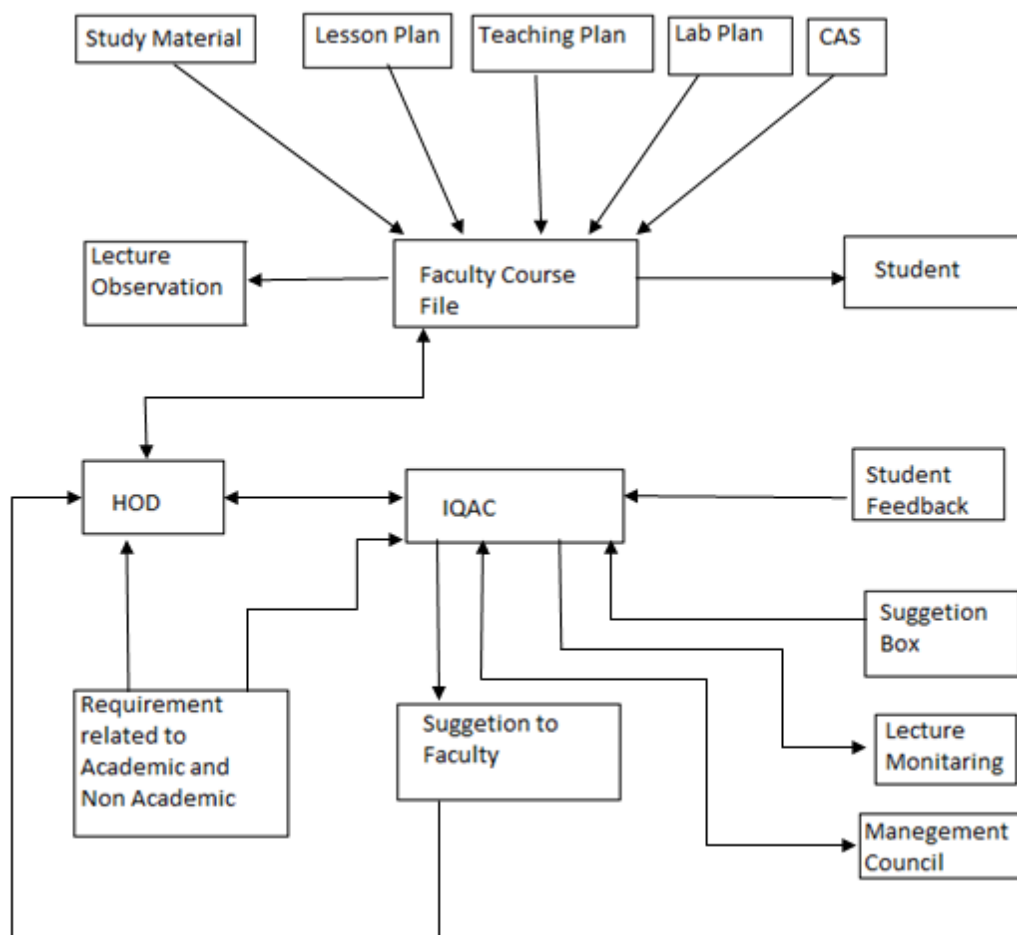 Study Material
Lesson Plan
Teaching Plan
Lab Plan
CAS
Lecture
Observation
Faculty Course
File
Student
HOD
IQAC
Student
Feedback
Suggetion
Box
Requirement
related to
Academic and
Non Academic
Suggetion to
Faculty
Lecture
Monitaring
Manegement
Council